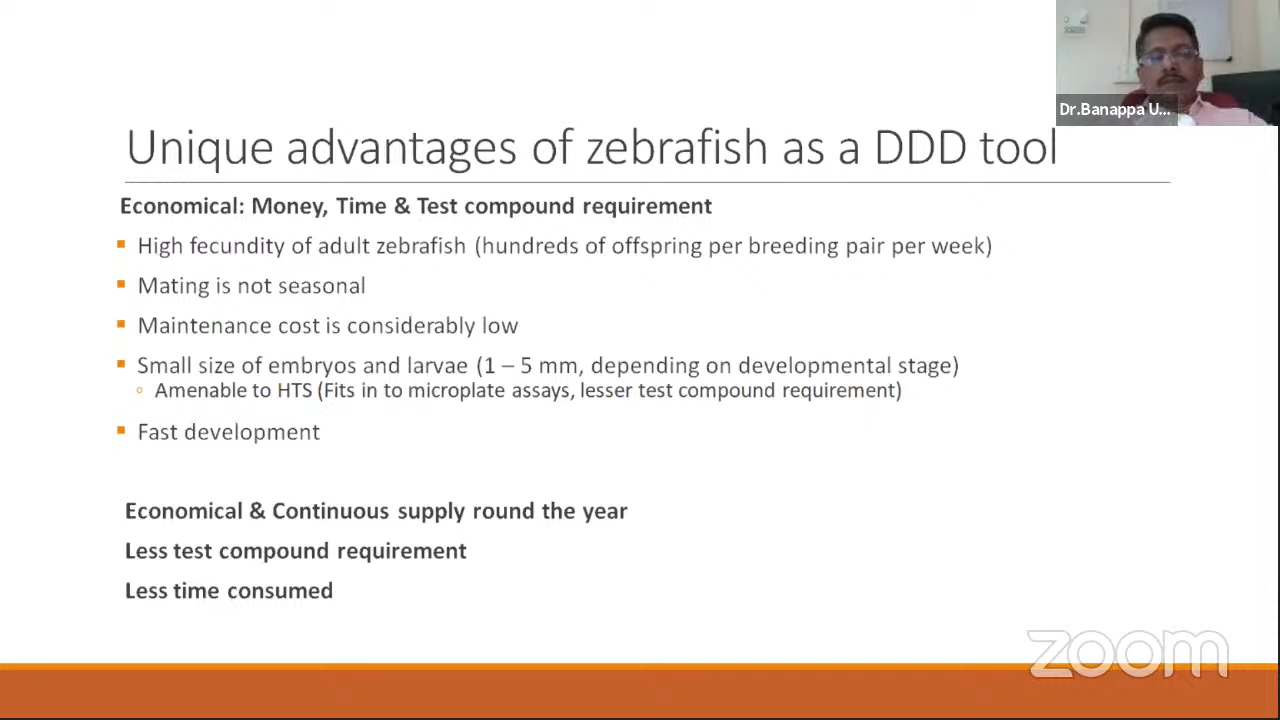 Dr.Banappa U...
Unique advantages of zebrafish as a DDD tool
Economical: Money, Time & Test compound requirement
High fecundity of adult zebrafish (hundreds of offspring per breeding pair per week)
Mating is not seasonal
Maintenance cost is considerably low
Small size of embryos and larvae (1 – 5 mm, depending on developmental stage)
Amenable to HTS (Fits in to microplate assays, lesser test compound requirement)
Fast development
Economical & Continuous supply round the year
Less test compound requirement
Less time consumed
zoom